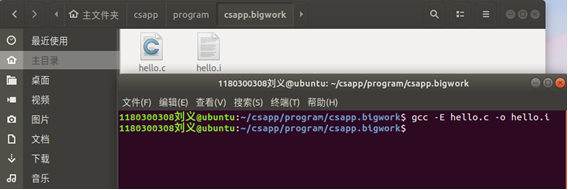 主文件夹 csapp program csapp.bigwork
最近使用
主目录
桌面
视频
图片
文档
下载
音乐
hello.c hello.i
1180300308刘义@ubuntu: ~/csapp/program/csapp.bigwork
文件(F) 编辑(E) 查看(V) 搜索(S) 终端(T) 帮助(H)
1180300308刘义@ubuntu:~/csapp/program/csapp.bigwork$ gcc -E hello.c -o hello.i
1180300308刘义@ubuntu:~/csapp/program/csapp.bigwork$